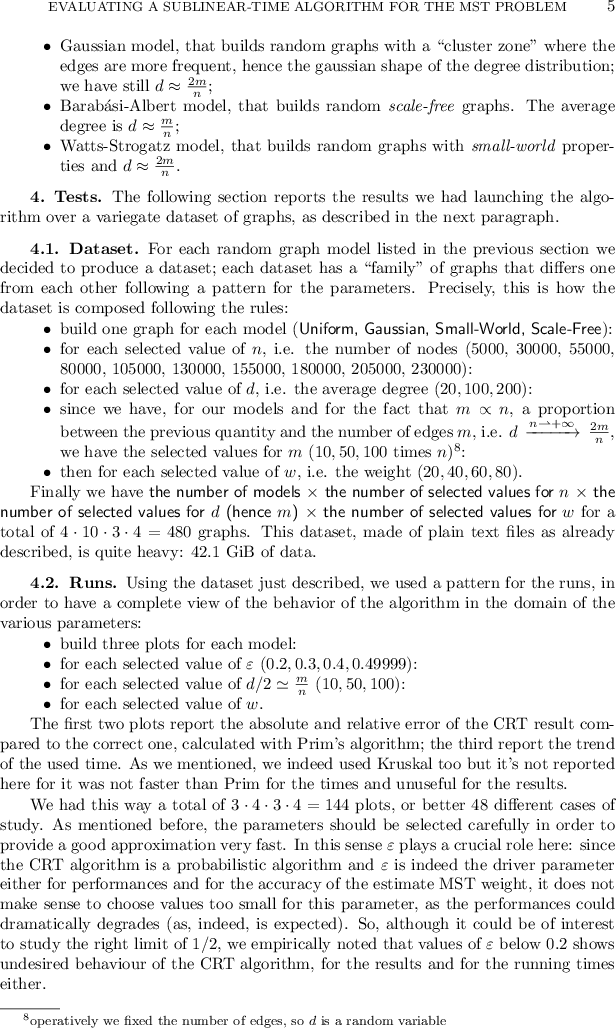 EVALUATING A SUBLINEAR-TIME ALGORITHM FOR THE MST PROBLEM 5
• Gaussian model, that builds random graphs with a “cluster zone” where the
edges are more frequent, hence the gaussian shape of the degree distribution;
we have still d ≈ 2m/n;
• Barabási-Albert model, that builds random scale-free graphs. The average
degree is d ≈ m/n;
• Watts-Strogatz model, that builds random graphs with small-world proper-
ties and d ≈ 2m/n.
4. Tests. The following section reports the results we had launching the algo-
rithm over a variegate dataset of graphs, as described in the next paragraph.
4.1. Dataset. For each random graph model listed in the previous section we
decided to produce a dataset; each dataset has a “family” of graphs that differs one
from each other following a pattern for the parameters. Precisely, this is how the
dataset is composed following the rules:
• build one graph for each model (Uniform, Gaussian, Small-World, Scale-Free):
• for each selected value of n, i.e. the number of nodes (5000, 30000, 55000,
80000, 105000, 130000, 155000, 180000, 205000, 230000):
• for each selected value of d, i.e. the average degree (20, 100, 200):
• since we have, for our models and for the fact that m ∝ n, a proportion
between the previous quantity and the number of edges m, i.e. d n→+∞ ⟶ 2m/n,
we have the selected values for m (10, 50, 100 times n)⁸:
• then for each selected value of w, i.e. the weight (20, 40, 60, 80).
Finally we have the number of models × the number of selected values for n × the
number of selected values for d (hence m) × the number of selected values for w for a
total of 4 · 10 · 3 · 4 = 480 graphs. This dataset, made of plain text files as already
described, is quite heavy: 42.1 GiB of data.
4.2. Runs. Using the dataset just described, we used a pattern for the runs, in
order to have a complete view of the behavior of the algorithm in the domain of the
various parameters:
• build three plots for each model:
• for each selected value of ε (0.2, 0.3, 0.4, 0.49999):
• for each selected value of d/2 ≃ m/n (10, 50, 100):
• for each selected value of w.
The first two plots report the absolute and relative error of the CRT result com-
pared to the correct one, calculated with Prim’s algorithm; the third report the trend
of the used time. As we mentioned, we indeed used Kruskal too but it’s not reported
here for it was not faster than Prim for the times and unuseful for the results.
We had this way a total of 3 · 4 · 3 · 4 = 144 plots, or better 48 different cases of
study. As mentioned before, the parameters should be selected carefully in order to
provide a good approximation very fast. In this sense ε plays a crucial role here: since
the CRT algorithm is a probabilistic algorithm and ε is indeed the driver parameter
either for performances and for the accuracy of the estimate MST weight, it does not
make sense to choose values too small for this parameter, as the performances could
dramatically degrades (as, indeed, is expected). So, although it could be of interest
to study the right limit of 1/2, we empirically noted that values of ε below 0.2 shows
undesired behaviour of the CRT algorithm, for the results and for the running times
either.
⁸operatively we fixed the number of edges, so d is a random variable